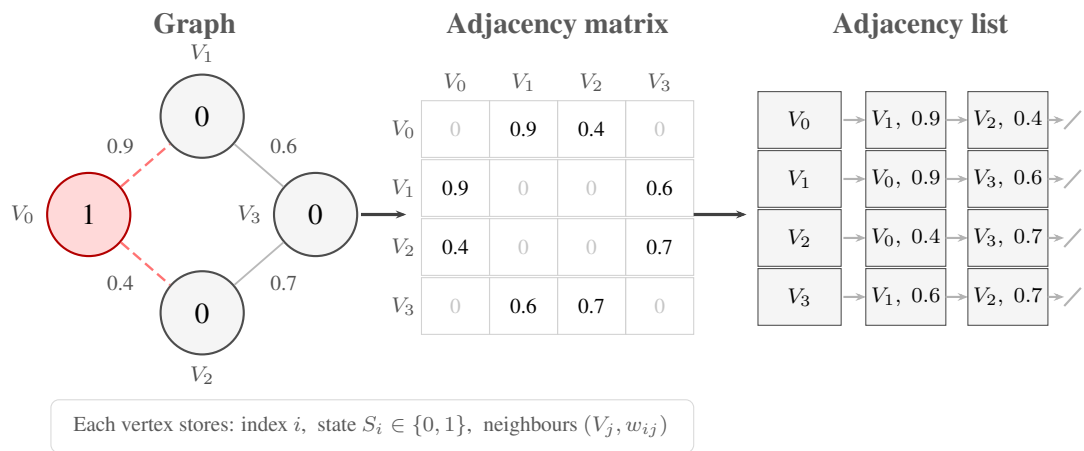 Graph
V₁
0
0.9
0.6
V₀
1
V₃
0
0.4
0.7
0
V₂
Adjacency matrix
V₀ V₁ V₂ V₃
V₀ 0 0.9 0.4 0
V₁ 0.9 0 0 0.6
V₂ 0.4 0 0 0.7
V₃ 0 0.6 0.7 0
Adjacency list
V₀ V₁, 0.9 V₂, 0.4
V₁ V₀, 0.9 V₃, 0.6
V₂ V₀, 0.4 V₃, 0.7
V₃ V₁, 0.6 V₂, 0.7
Each vertex stores: index i, state Sᵢ ∈ {0, 1}, neighbours (Vⱼ, wᵢⱼ)